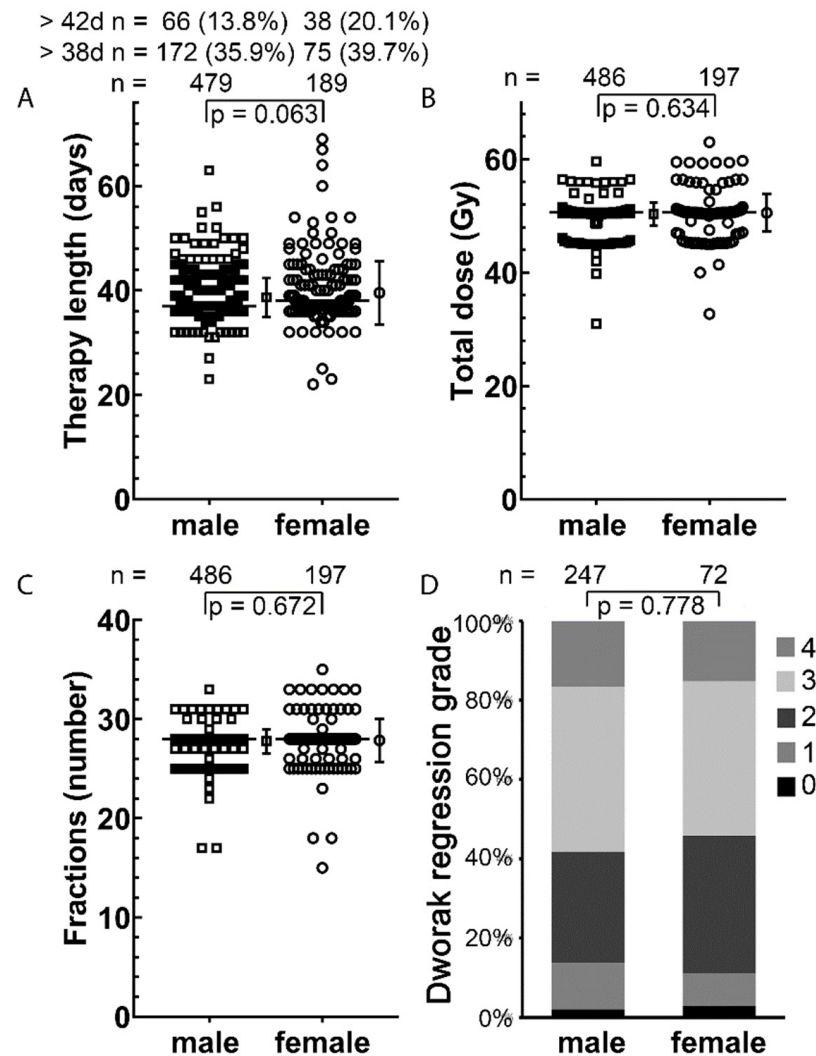 > 42d n = 66 (13.8%) 38 (20.1%)
> 38d n = 172 (35.9%) 75 (39.7%)
A
n = 479 189
p = 0.063
Therapy length (days)
60
40
20
0
male female
B
n = 486 197
p = 0.634
Total dose (Gy)
60
40
20
0
male female
C
n = 486 197
p = 0.672
Fractions (number)
40
30
20
10
0
male female
D
n = 247 72
p = 0.778
Dworak regression grade
100%
80%
60%
40%
20%
0%
male female
4
3
2
1
0